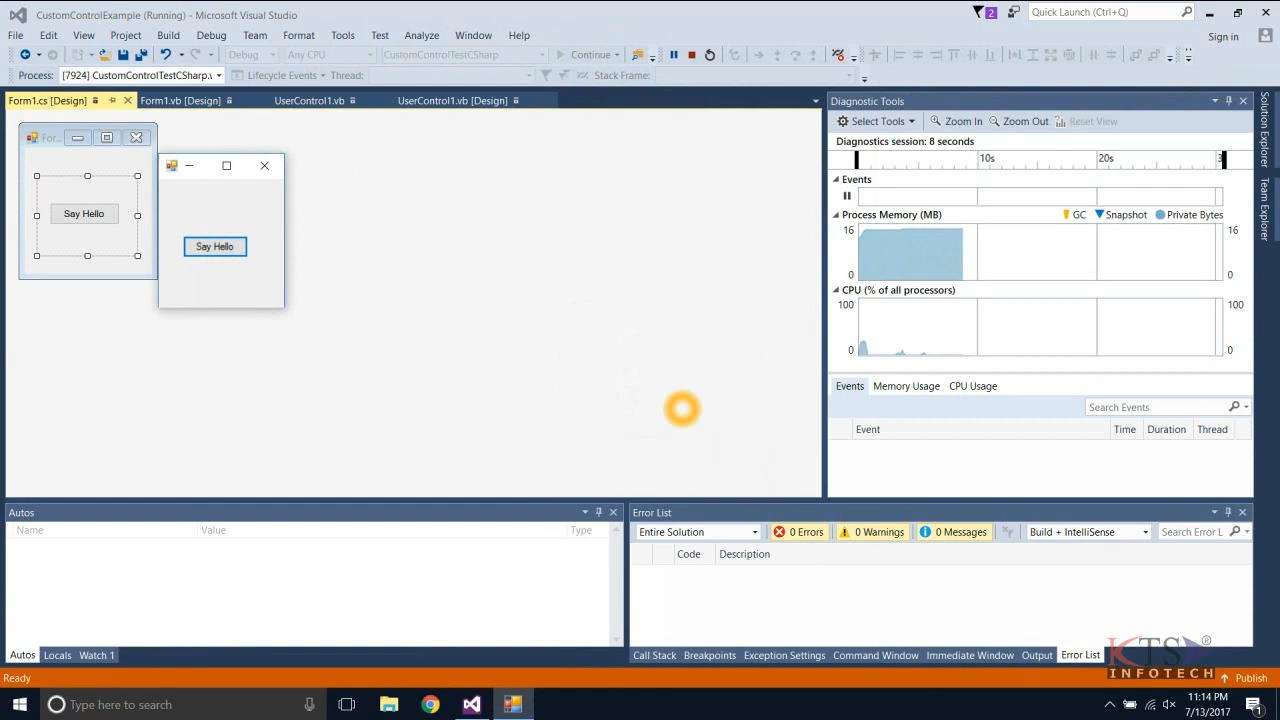 CustomControlExample (Running) - Microsoft Visual Studio
2
Quick Launch (Ctrl+Q)
File Edit View Project Build Debug Team Format Tools Test Analyze Window Help
Sign in
Debug Any CPU CustomControlTestCSharp Continue
Process: [7924] CustomControlTestCSharp.v Lifecycle Events Thread: Stack Frame:
Form1.cs [Design] Form1.vb [Design] UserControl1.vb UserControl1.vb [Design]
For...
Say Hello
Say Hello
Diagnostic Tools
Select Tools Zoom In Zoom Out Reset View
Diagnostics session: 8 seconds
10s 20s 3
Events
Process Memory (MB) GC Snapshot Private Bytes
16 16
0 0
CPU (% of all processors)
100 100
0 0
Events Memory Usage CPU Usage
Search Events
Event Time Duration Thread
Solution Explorer
Team Explorer
Autos
Name Value Type
Autos Locals Watch 1
Error List
Entire Solution 0 Errors 0 Warnings 0 Messages Build + IntelliSense Search Error L
Code Description
Call Stack Breakpoints Exception Settings Command Window Immediate Window Output Error List
KTS ®
INFOTECH
Ready Publish
Type here to search
11:14 PM
7/13/2017
1